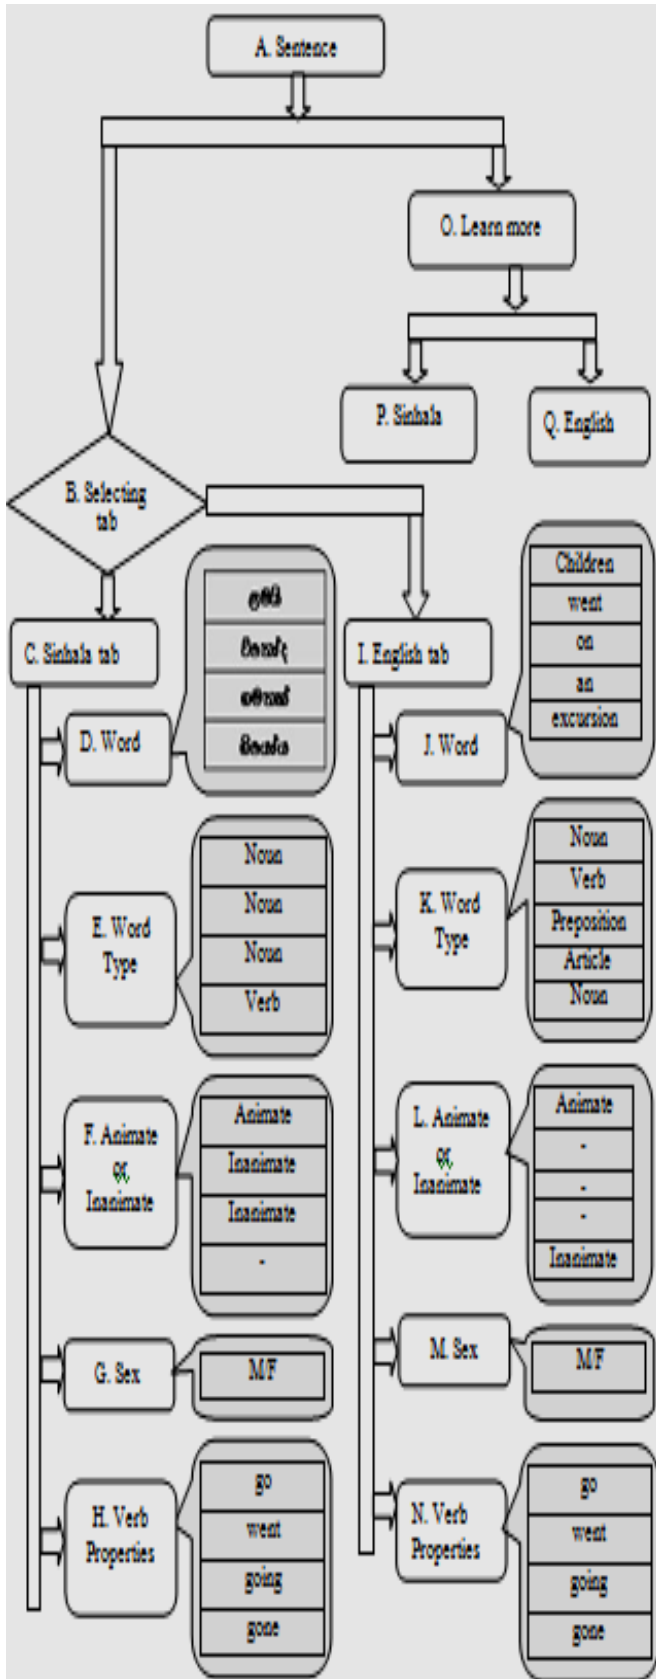 A. Sentence
O. Learn more
P. Sinhala
Q. English
B. Selecting
tab
C. Sinhala tab
D. Word
ළමයි
විනෝද
ගමනක්
ගියෝය
E. Word
Type
Noun
Noun
Noun
Verb
F. Animate
or
Inanimate
Animate
Inanimate
Inanimate
-
G. Sex
M/F
H. Verb
Properties
go
went
going
gone
I. English tab
J. Word
Children
went
on
an
excursion
K. Word
Type
Noun
Verb
Preposition
Article
Noun
L. Animate
or
Inanimate
Animate
-
-
-
Inanimate
M. Sex
M/F
N. Verb
Properties
go
went
going
gone